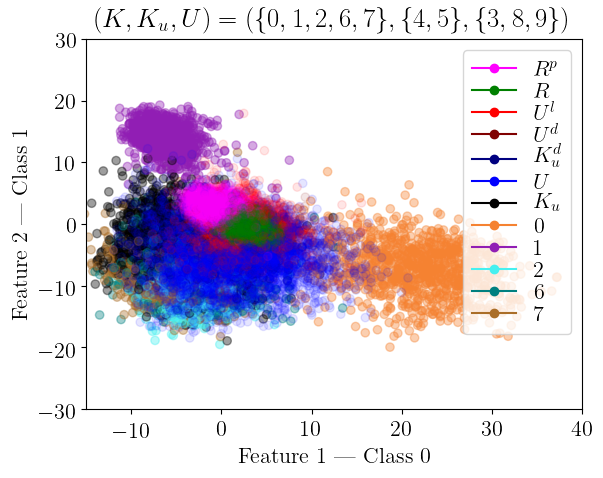 (K, K_u, U) = ({0, 1, 2, 6, 7}, {4, 5}, {3, 8, 9})
30
20
10
0
−10
−20
−30
Feature 2 — Class 1
−10
0
10
20
30
40
Feature 1 — Class 0
R^p
R
U^l
U^d
K_u^d
U
K_u
0
1
2
6
7